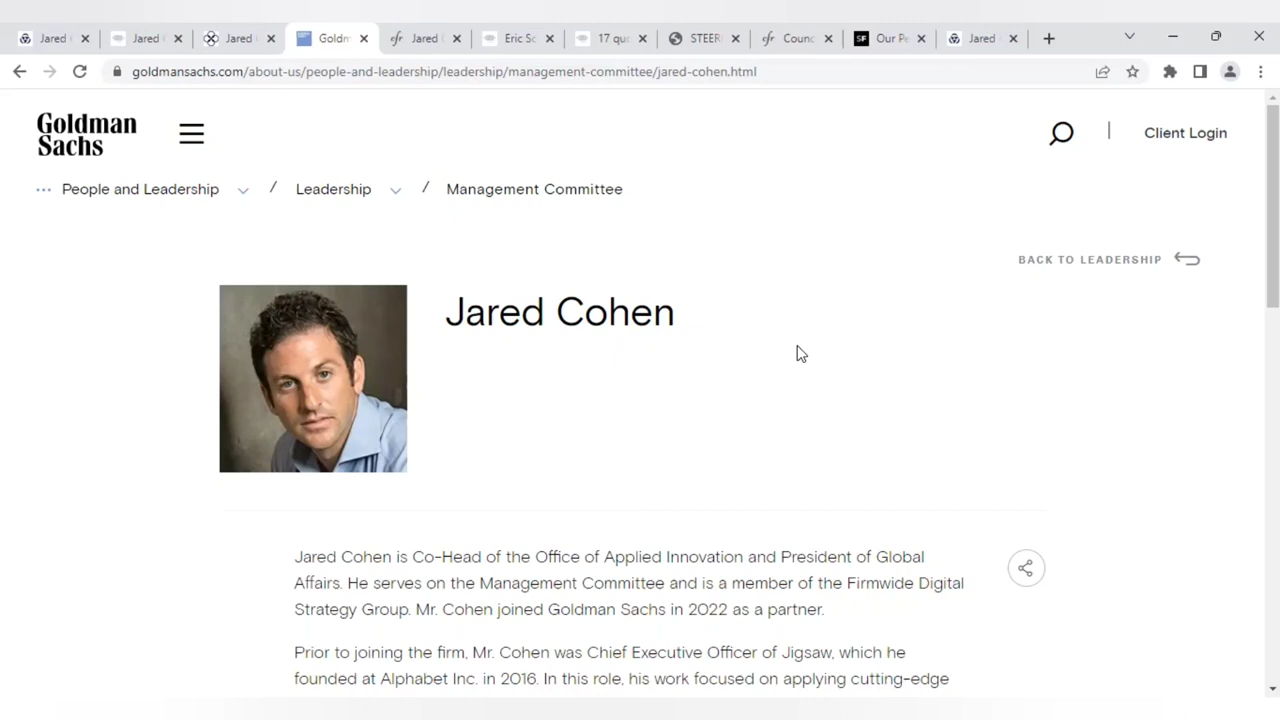 Jared
Jared
Jared
Goldm
Jared
Eric Sc
17 qu
STEER
Counc
Our Pe
Jared
goldmansachs.com/about-us/people-and-leadership/leadership/management-committee/jared-cohen.html
Goldman
Sachs
Client Login
People and Leadership / Leadership / Management Committee
BACK TO LEADERSHIP
Jared Cohen
Jared Cohen is Co-Head of the Office of Applied Innovation and President of Global
Affairs. He serves on the Management Committee and is a member of the Firmwide Digital
Strategy Group. Mr. Cohen joined Goldman Sachs in 2022 as a partner.
Prior to joining the firm, Mr. Cohen was Chief Executive Officer of Jigsaw, which he
founded at Alphabet Inc. in 2016. In this role, his work focused on applying cutting-edge